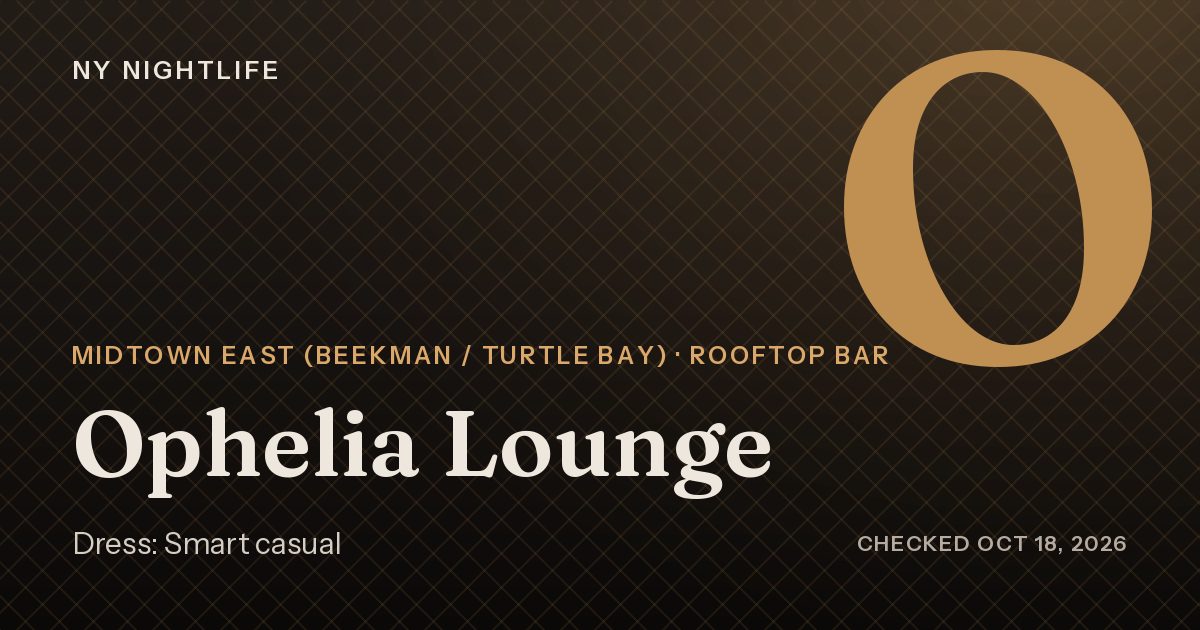 NY NIGHTLIFE
O
MIDTOWN EAST (BEEKMAN / TURTLE BAY) · ROOFTOP BAR
Ophelia Lounge
Dress: Smart casual
CHECKED OCT 18, 2026